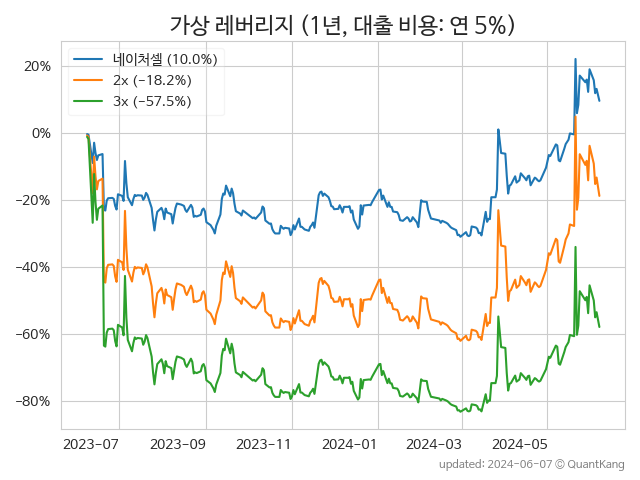 가상 레버리지 (1년, 대출 비용: 연 5%)
네이처셀 (10.0%)
2x (−18.2%)
3x (−57.5%)
20%
0%
−20%
−40%
−60%
−80%
2023-07
2023-09
2023-11
2024-01
2024-03
2024-05
updated: 2024-06-07 © QuantKang